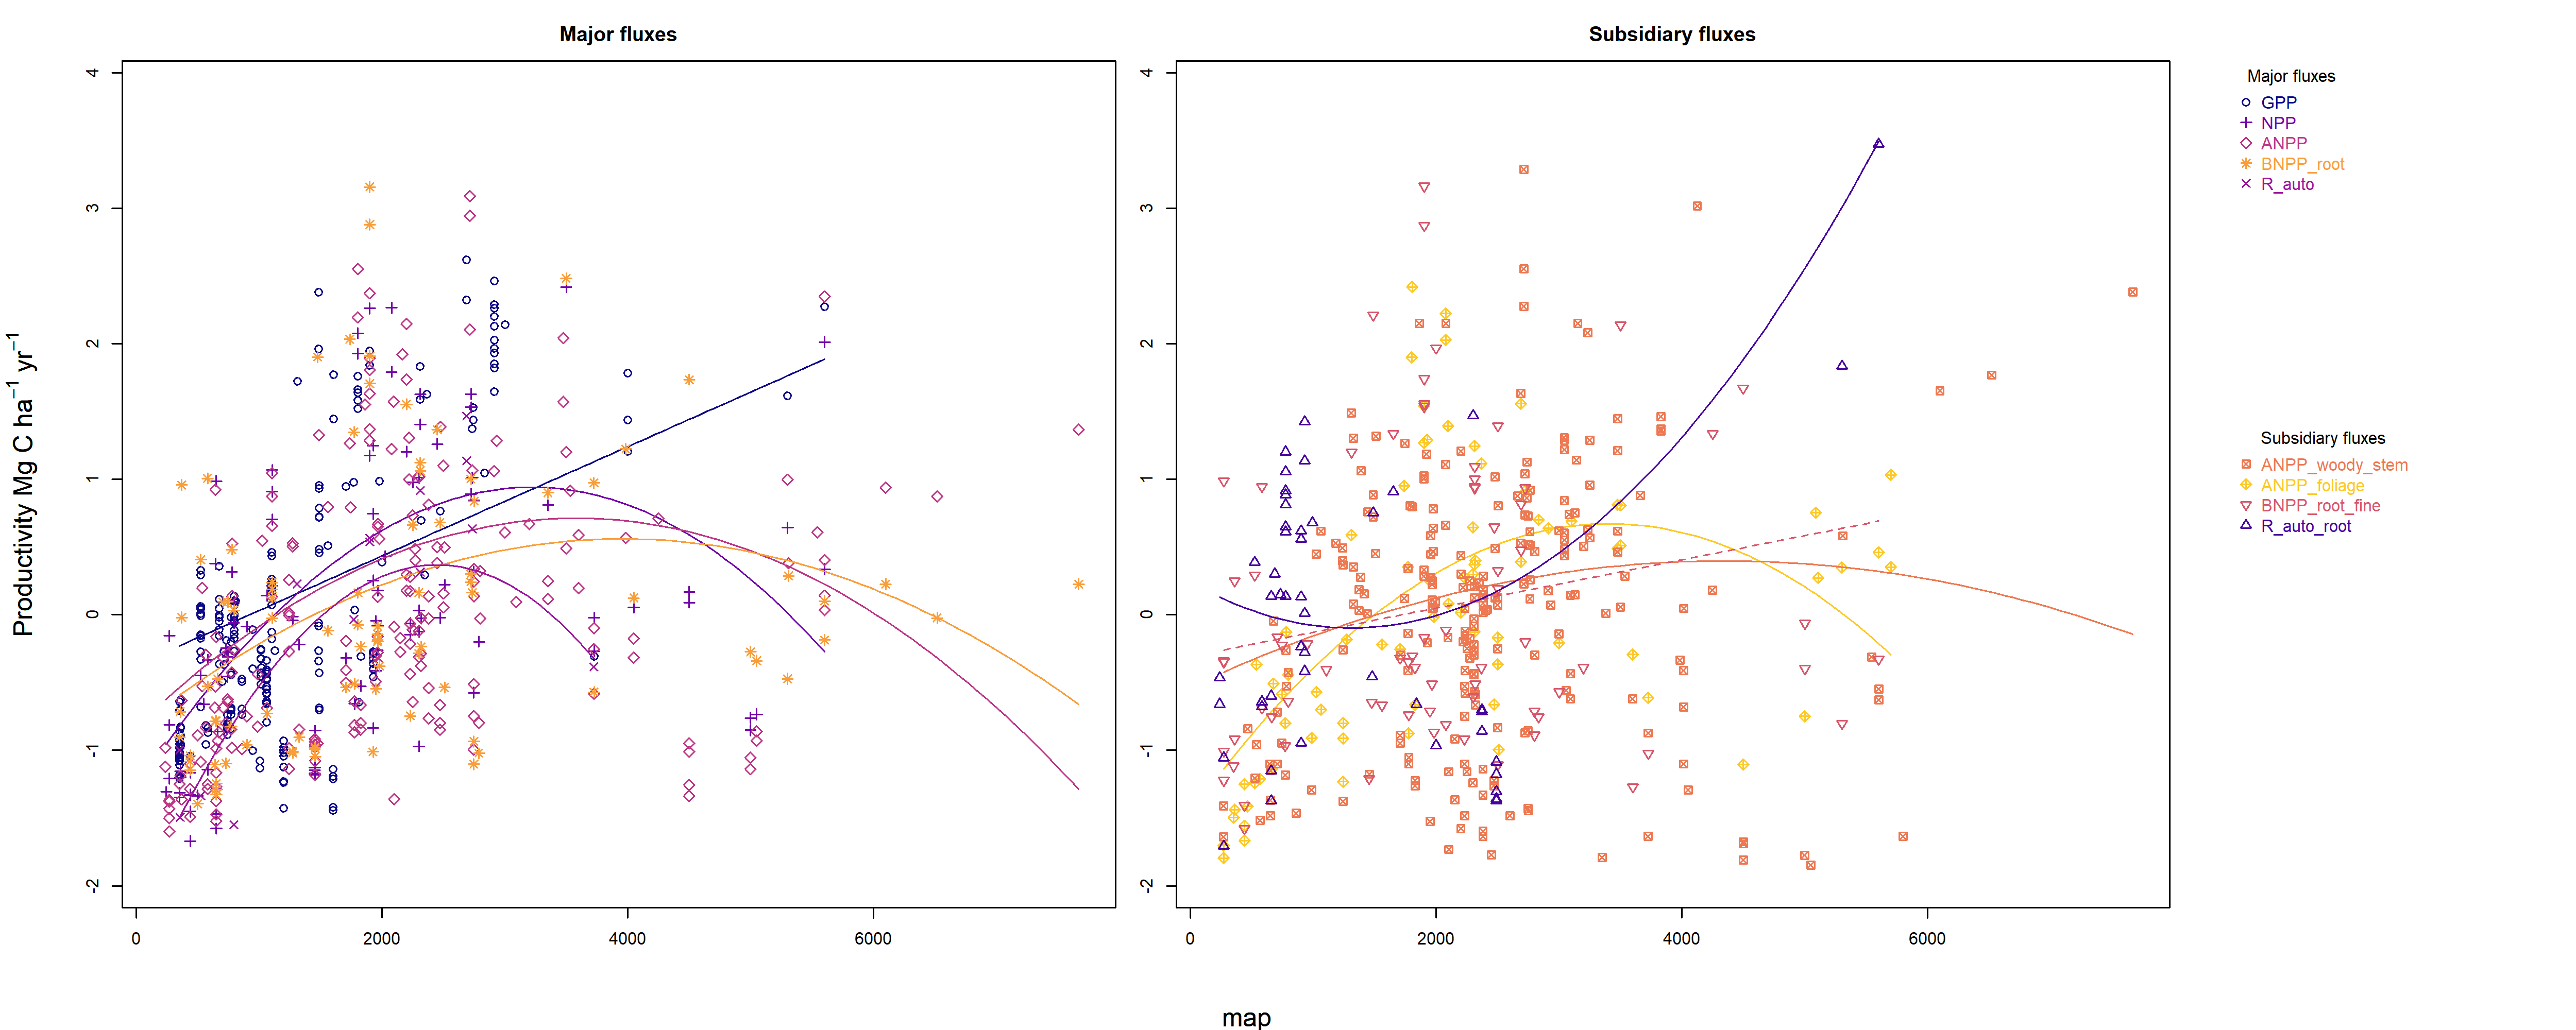 Major fluxes
Subsidiary fluxes
Productivity Mg C ha⁻¹ yr⁻¹
4
3
2
1
0
-1
-2
0
2000
4000
6000
4
3
2
1
0
-1
-2
0
2000
4000
6000
map
Major fluxes
GPP
NPP
ANPP
BNPP_root
R_auto
Subsidiary fluxes
ANPP_woody_stem
ANPP_foliage
BNPP_root_fine
R_auto_root